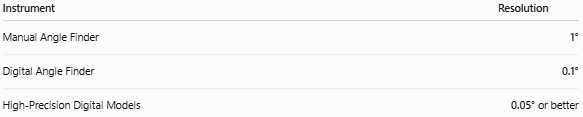 Instrument Resolution
Manual Angle Finder 1°
Digital Angle Finder 0.1°
High-Precision Digital Models 0.05° or better